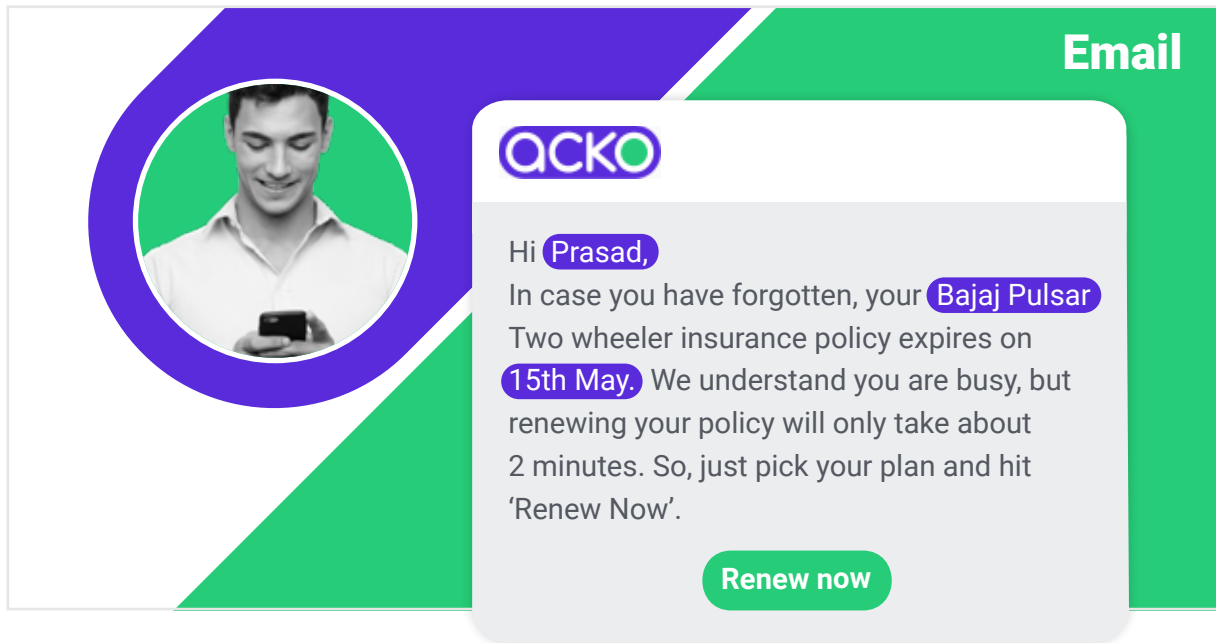 Email
acko
Hi Prasad,
In case you have forgotten, your Bajaj Pulsar
Two wheeler insurance policy expires on
15th May. We understand you are busy, but
renewing your policy will only take about
2 minutes. So, just pick your plan and hit
‘Renew Now’.
Renew now